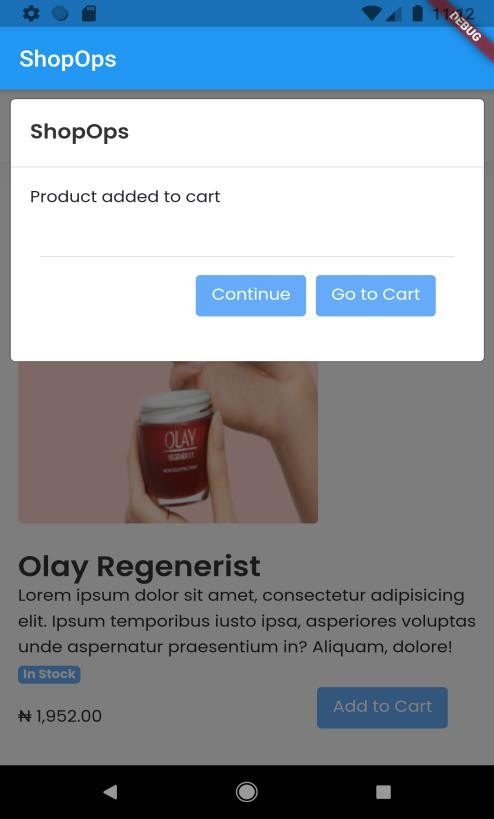 11:12
DEBUG
ShopOps
ShopOps
Product added to cart
Continue
Go to Cart
OLAY
REGENERIST
Olay Regenerist
Lorem ipsum dolor sit amet, consectetur adipisicing
elit. Ipsum temporibus iusto ipsa, asperiores voluptas
unde aspernatur praesentium in? Aliquam, dolore!
In Stock
₦ 1,952.00
Add to Cart